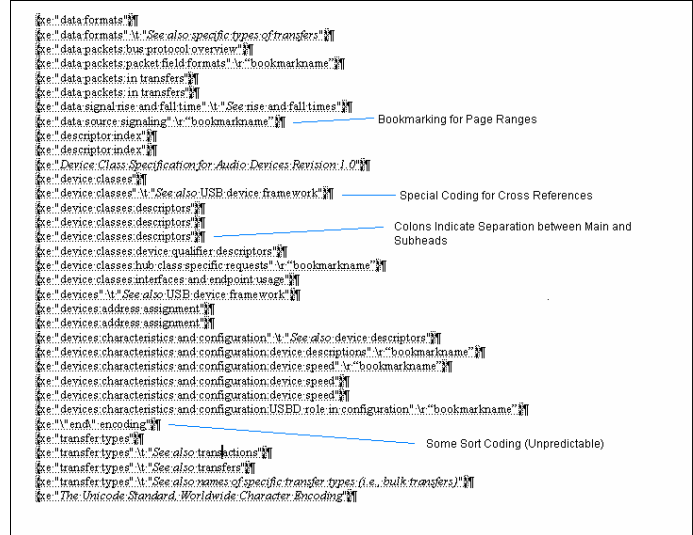 {xe·"data·formats"}¶
{xe·"data·formats"·\t·"See·also·specific·types·of·transfers"}¶
{xe·"data·packets:bus·protocol·overview"}¶
{xe·"data·packets:packet·field·formats"·\r·"bookmarkname"}¶
{xe·"data·packets:·in·transfers"}¶
{xe·"data·packets:·in·transfers"}¶
{xe·"data·signal·rise·and·fall·time"·\t·"See·rise·and·fall·times"}¶
{xe·"data·source·signaling"·\r·"bookmarkname"}¶
Bookmarking for Page Ranges
{xe·"descriptor·index"}¶
{xe·"descriptor·index"}¶
{xe·"Device·Class·Specification·for·Audio·Devices·Revision·1.0"}¶
{xe·"device·classes"}¶
{xe·"device·classes"·\t·"See·also·USB·device·framework"}¶
Special Coding for Cross References
{xe·"device·classes:descriptors"}¶
{xe·"device·classes:descriptors"}¶
{xe·"device·classes:descriptors"}¶
Colons Indicate Separation between Main and
Subheads
{xe·"device·classes:device·qualifier·descriptors"}¶
{xe·"device·classes:hub·class·specific·requests"·\r·"bookmarkname"}¶
{xe·"device·classes:interfaces·and·endpoint·usage"}¶
{xe·"devices"·\t·"See·also·USB·device·framework"}¶
{xe·"devices:address·assignment"}¶
{xe·"devices:address·assignment"}¶
{xe·"devices:characteristics·and·configuration"·\t·"See·also·device·descriptors"}¶
{xe·"devices:characteristics·and·configuration:device·descriptions"·\r·"bookmarkname"}¶
{xe·"devices:characteristics·and·configuration:device·speed"·\r·"bookmarkname"}¶
{xe·"devices:characteristics·and·configuration:device·speed"}¶
{xe·"devices:characteristics·and·configuration:device·speed"}¶
{xe·"devices:characteristics·and·configuration:USBD·role·in·configuration"·\r·"bookmarkname"}¶
{xe·"\"end\"·encoding"}¶
Some Sort Coding (Unpredictable)
{xe·"transfer·types"}¶
{xe·"transfer·types"·\t·"See·also·transactions"}¶
{xe·"transfer·types"·\t·"See·also·transfers"}¶
{xe·"transfer·types"·\t·"See·also·names·of·specific·transfer·types·(i.e.,·bulk·transfers)"}¶
{xe·"The·Unicode·Standard,·Worldwide·Character·Encoding"}¶